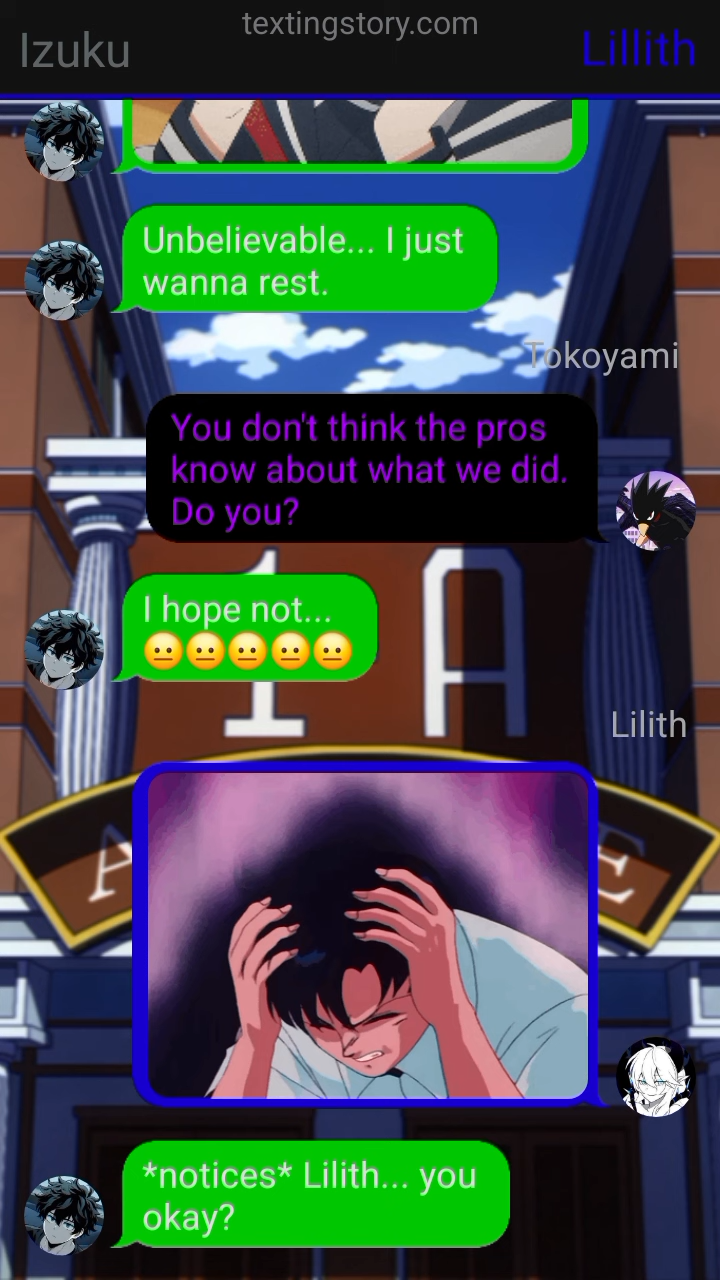 textingstory.com
Izuku
Lillith
Unbelievable... I just
wanna rest.
Tokoyami
You don't think the pros
know about what we did.
Do you?
I hope not...
😐😐😐😐😐
1 A
Lilith
A
E
*notices* Lilith... you
okay?